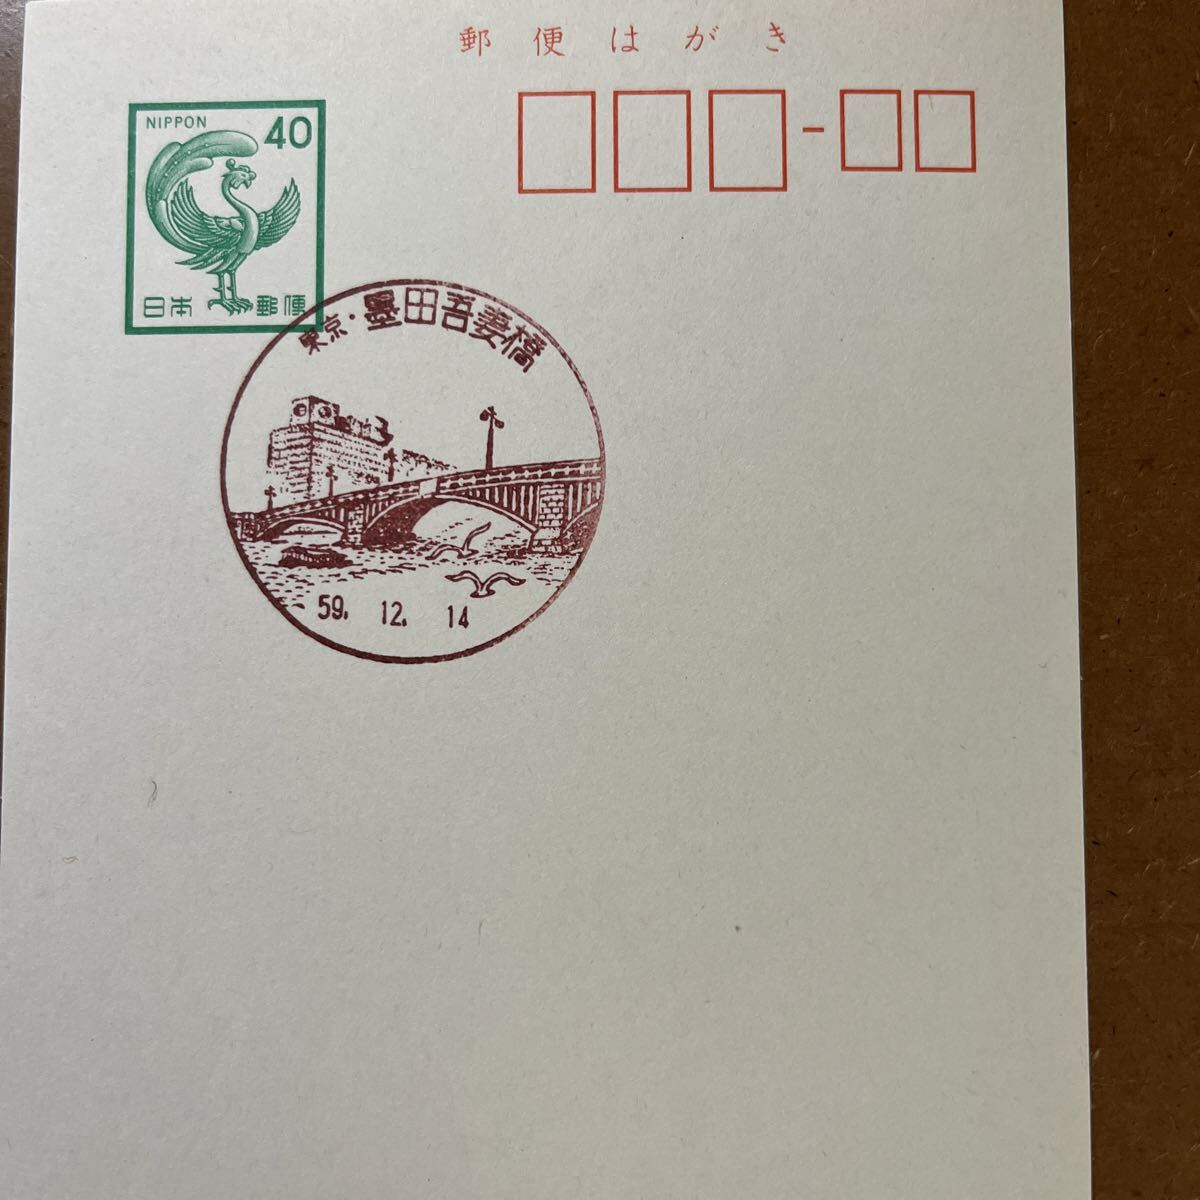 郵便はがき
NIPPON 40
日本郵便
東京・墨田吾妻橋
59. 12. 14